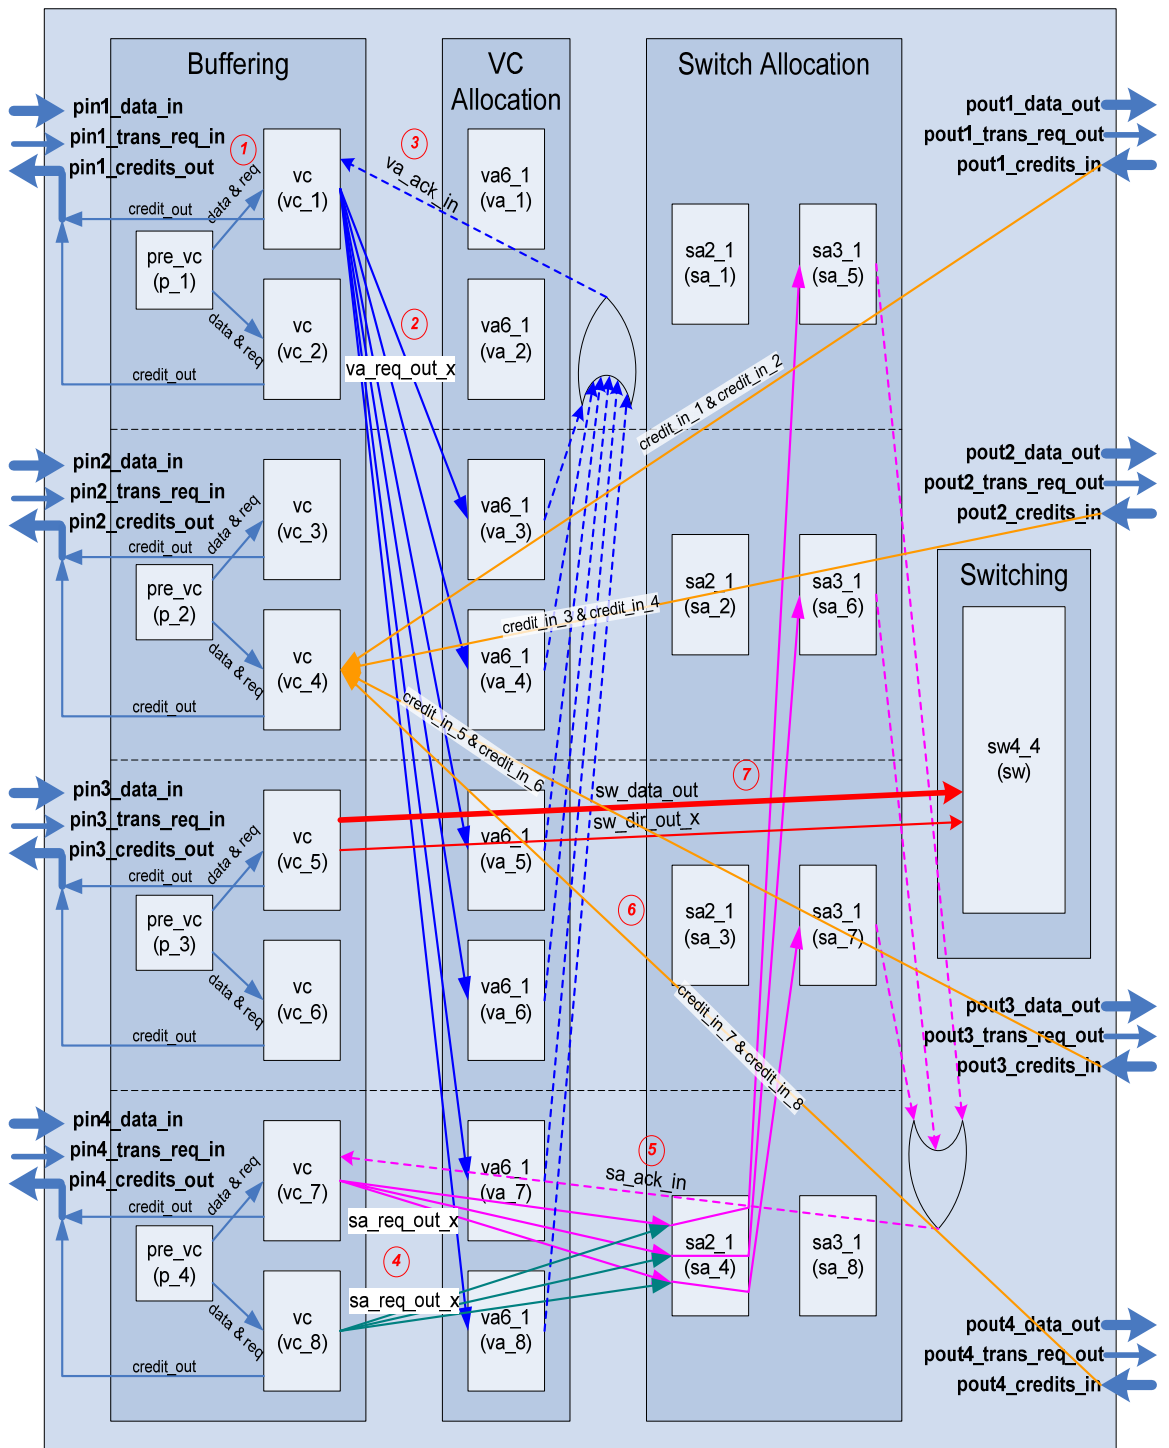 Buffering
VC
Allocation
Switch Allocation
pin1_data_in
pin1_trans_req_in
pin1_credits_out
1
vc
(vc_1)
data & req
credit_out
pre_vc
(p_1)
data & req
vc
(vc_2)
credit_out
3
va_ack_in
2
va_req_out_x
va6_1
(va_1)
va6_1
(va_2)
sa2_1
(sa_1)
sa3_1
(sa_5)
pout1_data_out
pout1_trans_req_out
pout1_credits_in
credit_in_1 & credit_in_2
pin2_data_in
pin2_trans_req_in
pin2_credits_out
data & req
vc
(vc_3)
credit_out
pre_vc
(p_2)
data & req
vc
(vc_4)
credit_out
va6_1
(va_3)
va6_1
(va_4)
sa2_1
(sa_2)
sa3_1
(sa_6)
credit_in_3 & credit_in_4
credit_in_5 & credit_in_6
pout2_data_out
pout2_trans_req_out
pout2_credits_in
Switching
sw4_4
(sw)
pin3_data_in
pin3_trans_req_in
pin3_credits_out
data & req
vc
(vc_5)
credit_out
pre_vc
(p_3)
data & req
vc
(vc_6)
credit_out
7
sw_data_out
sw_dir_out_x
va6_1
(va_5)
va6_1
(va_6)
6
sa2_1
(sa_3)
sa3_1
(sa_7)
credit_in_7 & credit_in_8
pout3_data_out
pout3_trans_req_out
pout3_credits_in
pin4_data_in
pin4_trans_req_in
pin4_credits_out
data & req
vc
(vc_7)
credit_out
pre_vc
(p_4)
data & req
vc
(vc_8)
credit_out
sa_req_out_x
4
sa_req_out_x
va6_1
(va_7)
va6_1
(va_8)
5
sa_ack_in
sa2_1
(sa_4)
sa3_1
(sa_8)
pout4_data_out
pout4_trans_req_out
pout4_credits_in